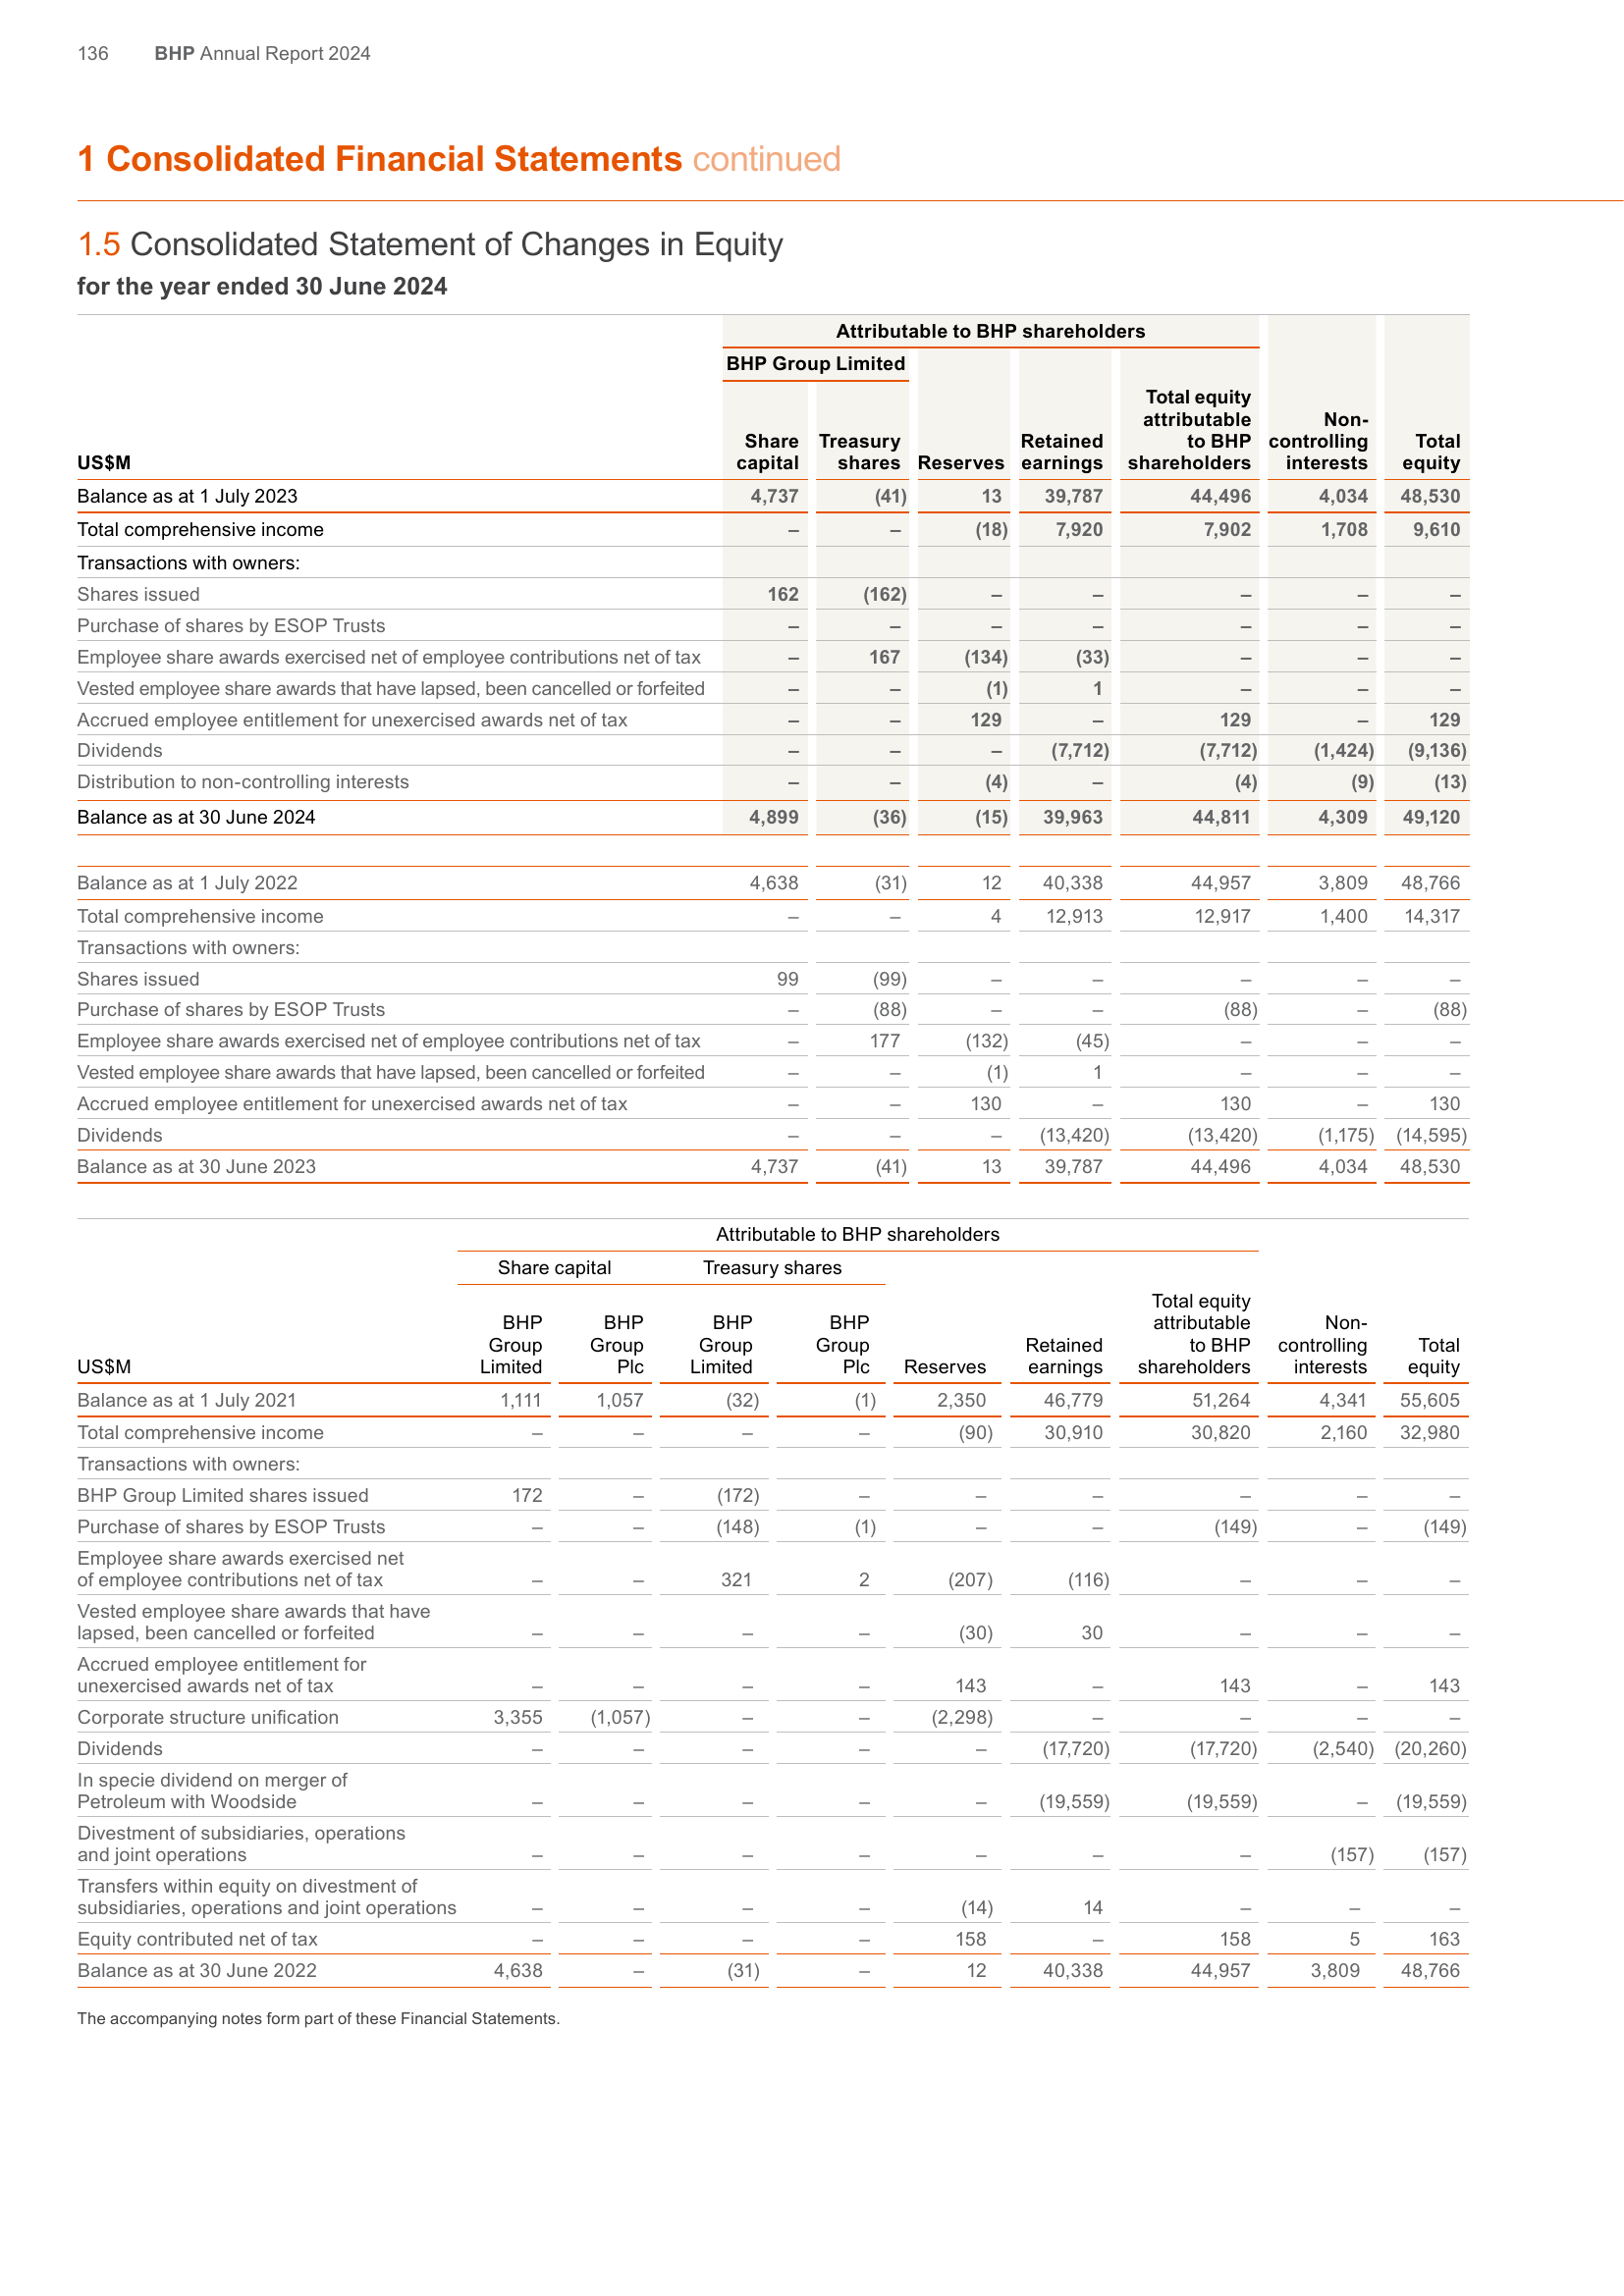 136 BHP Annual Report 2024
1 Consolidated Financial Statements continued
1.5 Consolidated Statement of Changes in Equity
for the year ended 30 June 2024
Attributable to BHP shareholders
BHP Group Limited
US$M Share capital Treasury shares Reserves Retained earnings Total equity attributable to BHP shareholders Non-controlling interests Total equity
Balance as at 1 July 2023 4,737 (41) 13 39,787 44,496 4,034 48,530
Total comprehensive income – – (18) 7,920 7,902 1,708 9,610
Transactions with owners:
Shares issued 162 (162) – – – – –
Purchase of shares by ESOP Trusts – – – – – – –
Employee share awards exercised net of employee contributions net of tax – 167 (134) (33) – – –
Vested employee share awards that have lapsed, been cancelled or forfeited – – (1) 1 – – –
Accrued employee entitlement for unexercised awards net of tax – – 129 – 129 – 129
Dividends – – – (7,712) (7,712) (1,424) (9,136)
Distribution to non-controlling interests – – (4) – (4) (9) (13)
Balance as at 30 June 2024 4,899 (36) (15) 39,963 44,811 4,309 49,120
Balance as at 1 July 2022 4,638 (31) 12 40,338 44,957 3,809 48,766
Total comprehensive income – – 4 12,913 12,917 1,400 14,317
Transactions with owners:
Shares issued 99 (99) – – – – –
Purchase of shares by ESOP Trusts – (88) – – (88) – (88)
Employee share awards exercised net of employee contributions net of tax – 177 (132) (45) – – –
Vested employee share awards that have lapsed, been cancelled or forfeited – – (1) 1 – – –
Accrued employee entitlement for unexercised awards net of tax – – 130 – 130 – 130
Dividends – – – (13,420) (13,420) (1,175) (14,595)
Balance as at 30 June 2023 4,737 (41) 13 39,787 44,496 4,034 48,530
Attributable to BHP shareholders
Share capital Treasury shares
US$M BHP Group Limited BHP Group Plc BHP Group Limited BHP Group Plc Reserves Retained earnings Total equity attributable to BHP shareholders Non-controlling interests Total equity
Balance as at 1 July 2021 1,111 1,057 (32) (1) 2,350 46,779 51,264 4,341 55,605
Total comprehensive income – – – – (90) 30,910 30,820 2,160 32,980
Transactions with owners:
BHP Group Limited shares issued 172 – (172) – – – – – –
Purchase of shares by ESOP Trusts – – (148) (1) – – (149) – (149)
Employee share awards exercised net
of employee contributions net of tax – – 321 2 (207) (116) – – –
Vested employee share awards that have
lapsed, been cancelled or forfeited – – – – (30) 30 – – –
Accrued employee entitlement for
unexercised awards net of tax – – – – 143 – 143 – 143
Corporate structure unification 3,355 (1,057) – – (2,298) – – – –
Dividends – – – – – (17,720) (17,720) (2,540) (20,260)
In specie dividend on merger of
Petroleum with Woodside – – – – – (19,559) (19,559) – (19,559)
Divestment of subsidiaries, operations
and joint operations – – – – – – – (157) (157)
Transfers within equity on divestment of
subsidiaries, operations and joint operations – – – – (14) 14 – – –
Equity contributed net of tax – – – – 158 – 158 5 163
Balance as at 30 June 2022 4,638 – (31) – 12 40,338 44,957 3,809 48,766
The accompanying notes form part of these Financial Statements.